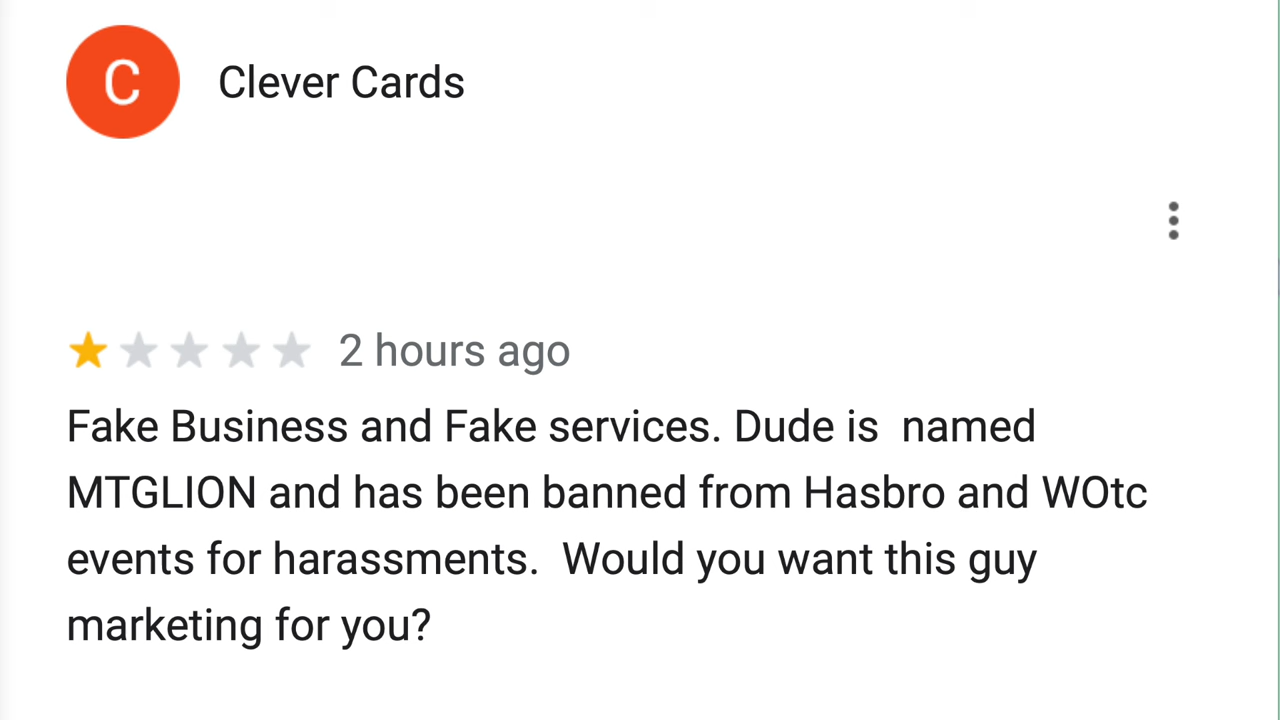 C
Clever Cards
2 hours ago
Fake Business and Fake services. Dude is  named
MTGLION and has been banned from Hasbro and WOtc
events for harassments.  Would you want this guy
marketing for you?